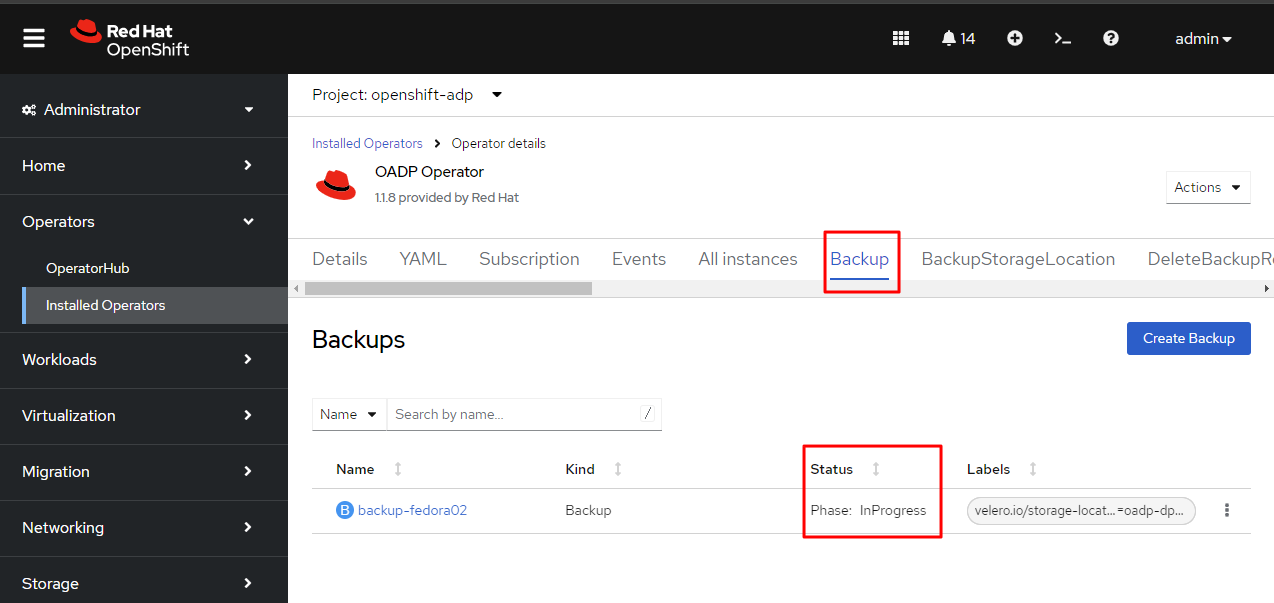 Red Hat
OpenShift
14
admin
Administrator
Home
Operators
OperatorHub
Installed Operators
Workloads
Virtualization
Migration
Networking
Storage
Project: openshift-adp
Installed Operators > Operator details
OADP Operator
1.1.8 provided by Red Hat
Actions
Details YAML Subscription Events All instances Backup BackupStorageLocation DeleteBackupRe
Backups
Create Backup
Name Search by name... /
Name Kind Status Labels
B backup-fedora02 Backup Phase: InProgress velero.io/storage-locat...=oadp-dp...